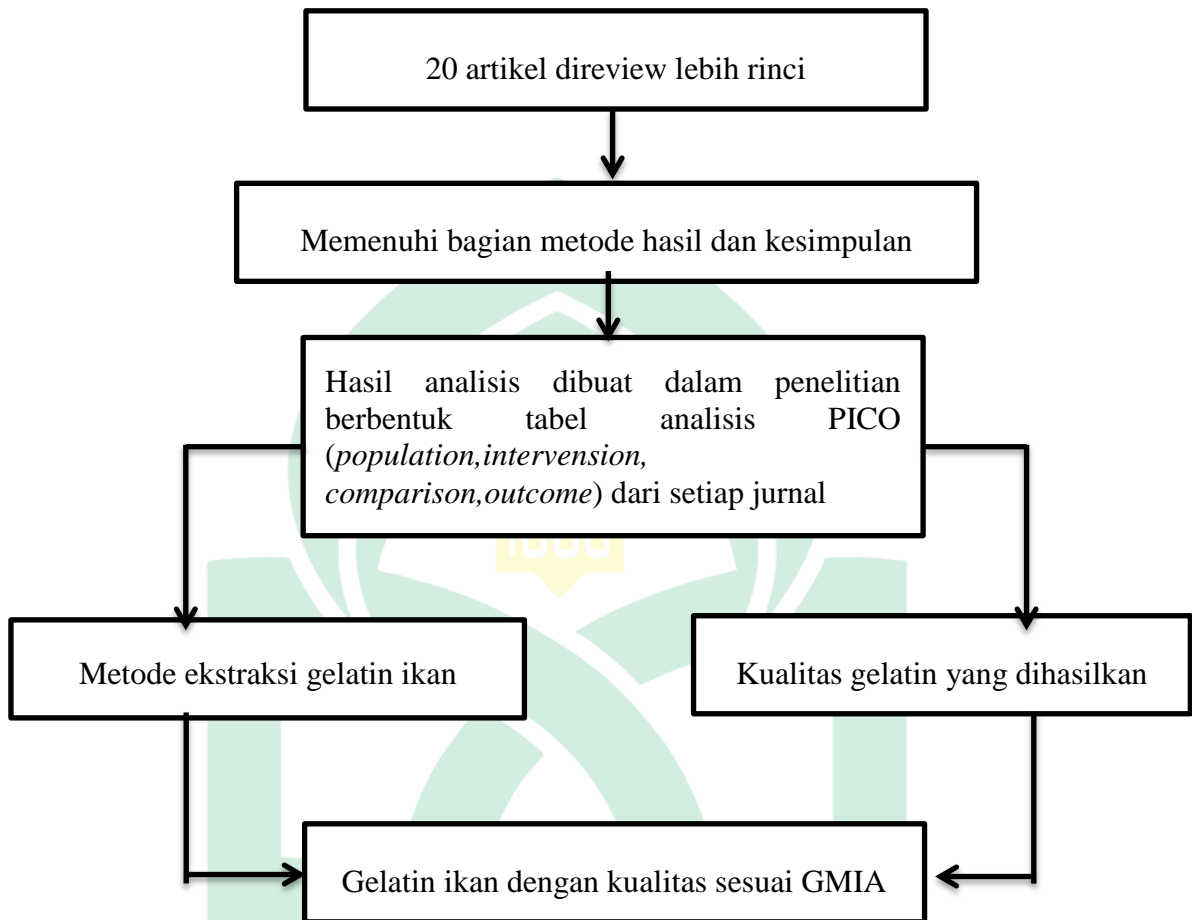 20 artikel direview lebih rinci
Memenuhi bagian metode hasil dan kesimpulan
Hasil analisis dibuat dalam penelitian
berbentuk tabel analisis PICO
(population,intervension,
comparison,outcome) dari setiap jurnal
Metode ekstraksi gelatin ikan
Kualitas gelatin yang dihasilkan
Gelatin ikan dengan kualitas sesuai GMIA